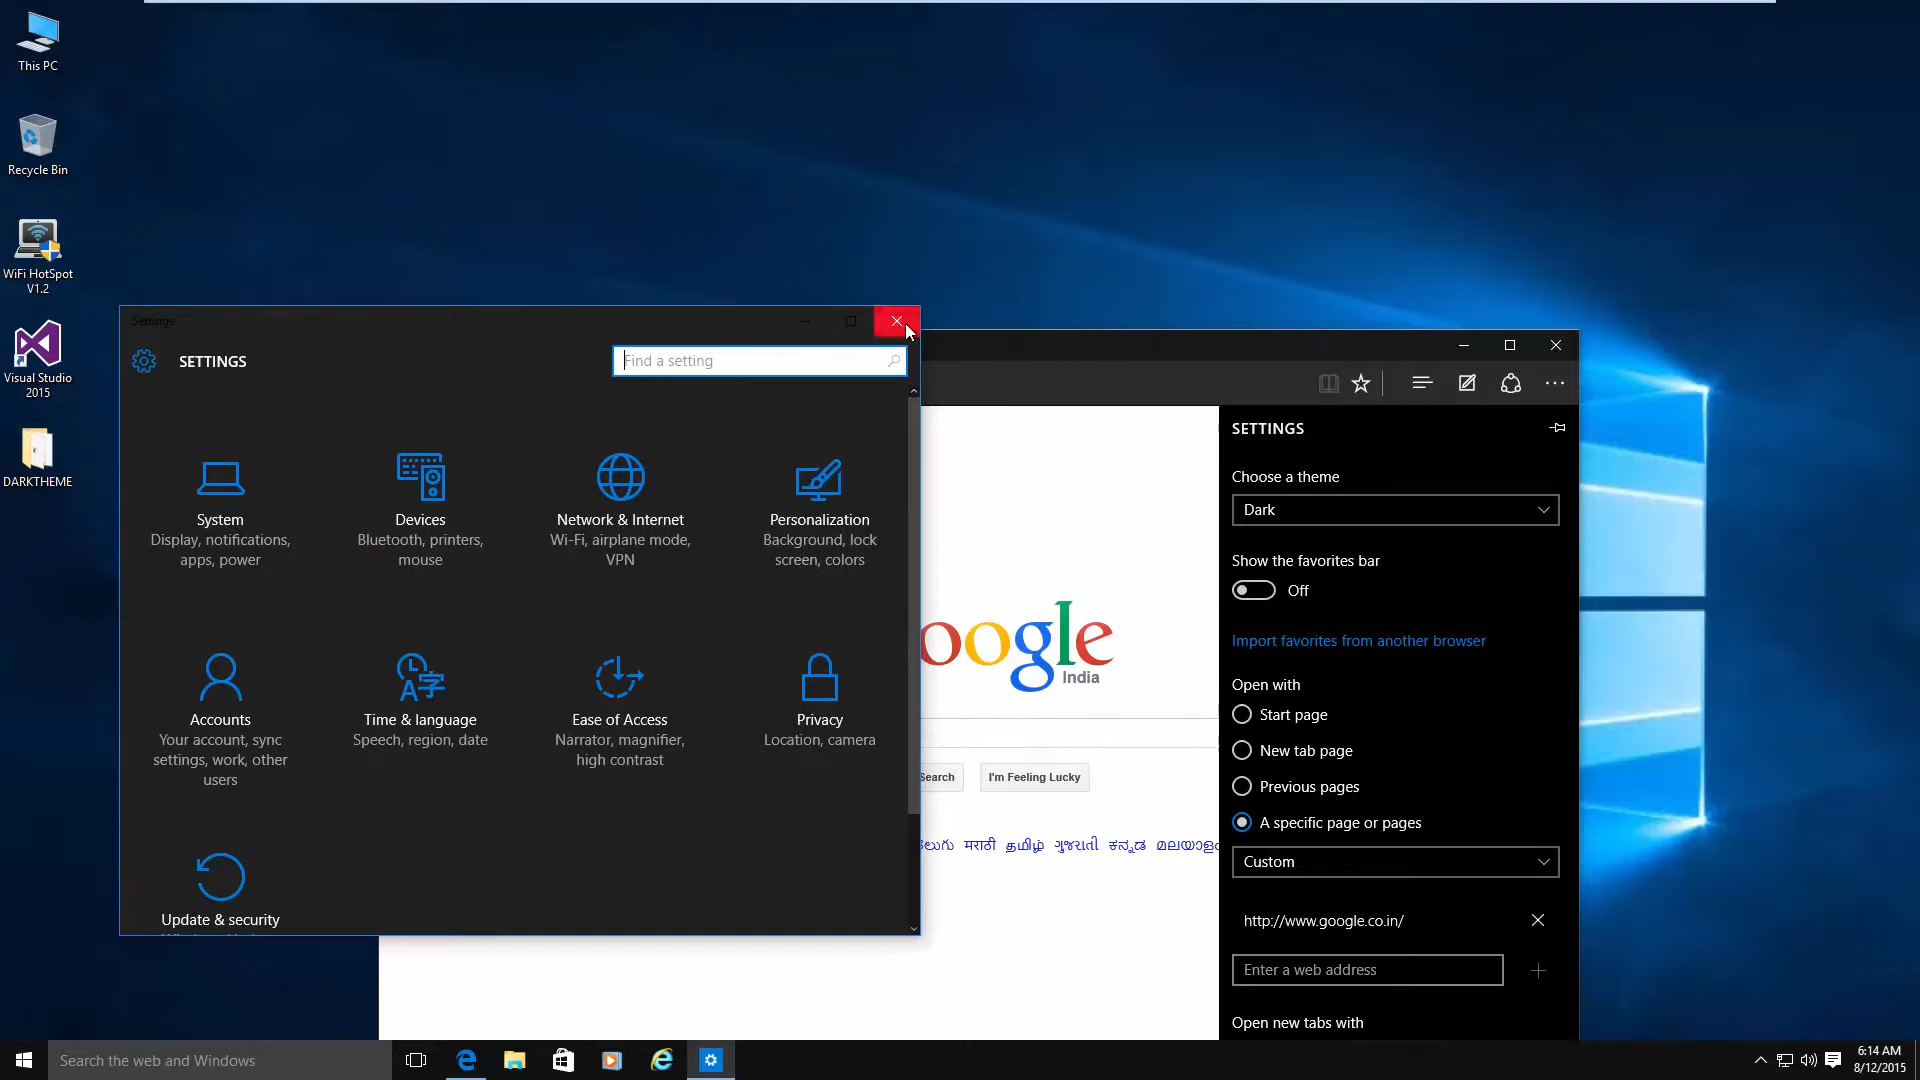 This PC
Recycle Bin
WiFi HotSpot
V1.2
Visual Studio
2015
DARKTHEME
Settings
SETTINGS
Find a setting
System
Display, notifications,
apps, power
Devices
Bluetooth, printers,
mouse
Network & Internet
Wi-Fi, airplane mode,
VPN
Personalization
Background, lock
screen, colors
Accounts
Your account, sync
settings, work, other
users
Time & language
Speech, region, date
Ease of Access
Narrator, magnifier,
high contrast
Privacy
Location, camera
Update & security
oogle
India
Search
I'm Feeling Lucky
मराठी தமிழ் ગુજરાતી ಕನ್ನಡ
SETTINGS
Choose a theme
Dark
Show the favorites bar
Off
Import favorites from another browser
Open with
Start page
New tab page
Previous pages
A specific page or pages
Custom
http://www.google.co.in/
Enter a web address
Open new tabs with
Search the web and Windows
6:14 AM
8/12/2015